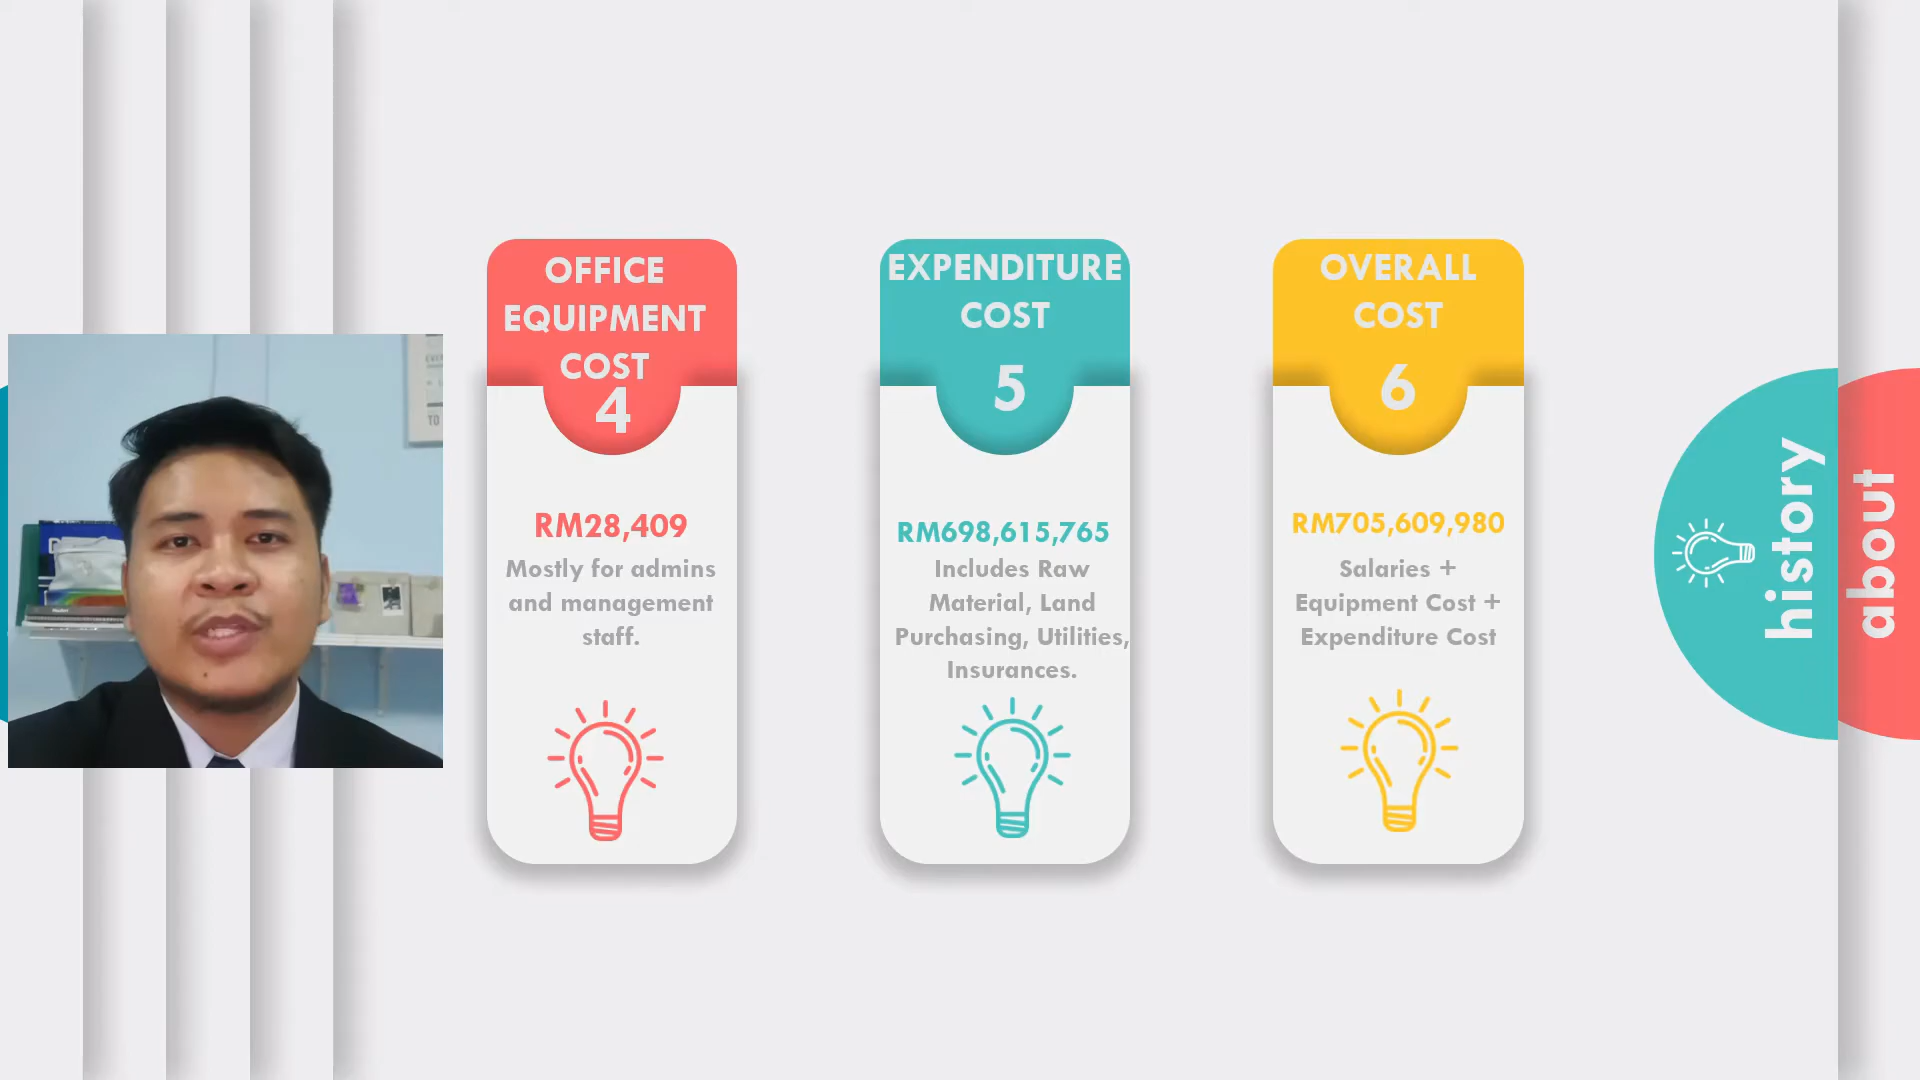 OFFICE
EQUIPMENT
COST
4
RM28,409
Mostly for admins
and management
staff.
EXPENDITURE
COST
5
RM698,615,765
Includes Raw
Material, Land
Purchasing, Utilities,
Insurances.
OVERALL
COST
6
RM705,609,980
Salaries +
Equipment Cost +
Expenditure Cost
history
about